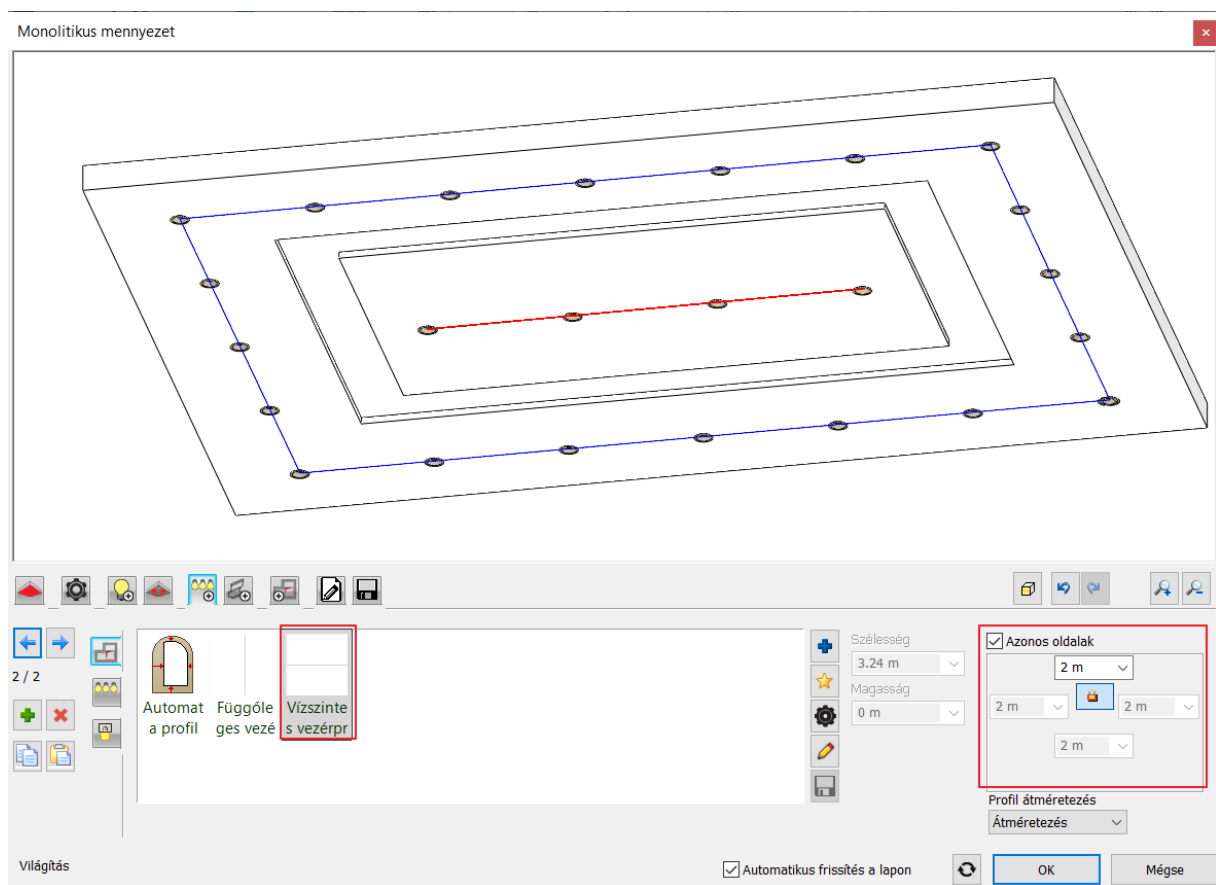 Monolitikus mennyezet
2 / 2
Automat
a profil
Függőle
ges vezé
Vízszinte
s vezérpr
Szélesség
3.24 m
Magasság
0 m
Azonos oldalak
2 m
2 m
2 m
2 m
Profil átméretezés
Átméretezés
Világítás
Automatikus frissítés a lapon
OK
Mégse